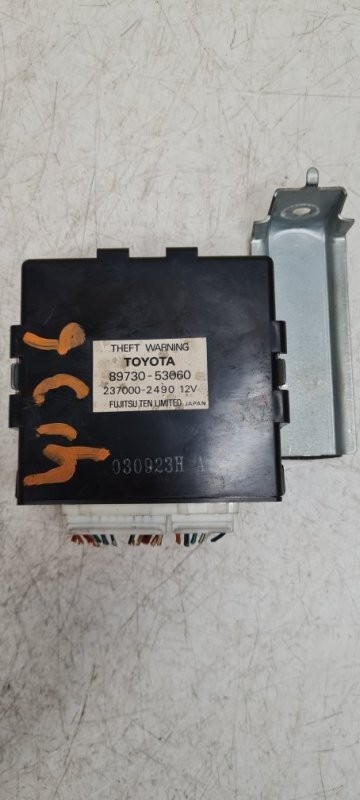 THEFT WARNING
TOYOTA
89730-53060
237000-2490 12V
FUJITSU TEN LIMITED JAPAN
030923H A